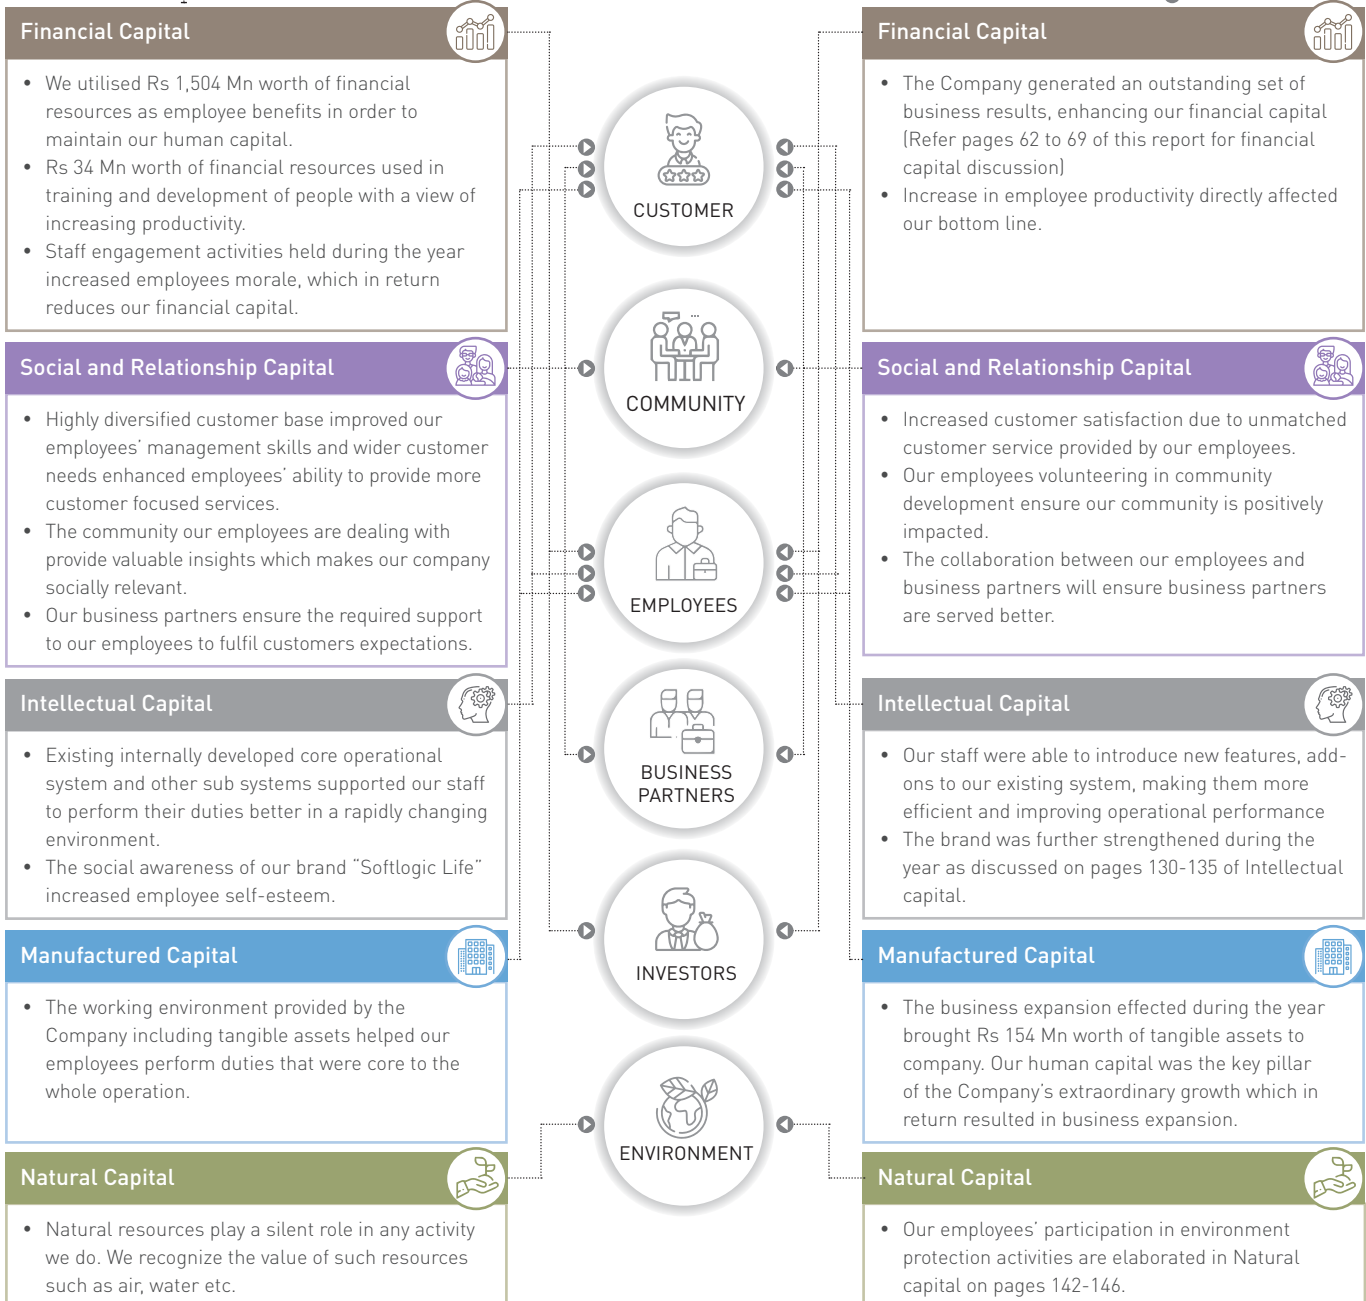 Financial Capital
• We utilised Rs 1,504 Mn worth of financial
resources as employee benefits in order to
maintain our human capital.
• Rs 34 Mn worth of financial resources used in
training and development of people with a view of
increasing productivity.
• Staff engagement activities held during the year
increased employees morale, which in return
reduces our financial capital.
Social and Relationship Capital
• Highly diversified customer base improved our
employees' management skills and wider customer
needs enhanced employees' ability to provide more
customer focused services.
• The community our employees are dealing with
provide valuable insights which makes our company
socially relevant.
• Our business partners ensure the required support
to our employees to fulfil customers expectations.
Intellectual Capital
• Existing internally developed core operational
system and other sub systems supported our staff
to perform their duties better in a rapidly changing
environment.
• The social awareness of our brand "Softlogic Life"
increased employee self-esteem.
Manufactured Capital
• The working environment provided by the
Company including tangible assets helped our
employees perform duties that were core to the
whole operation.
Natural Capital
• Natural resources play a silent role in any activity
we do. We recognize the value of such resources
such as air, water etc.
CUSTOMER
COMMUNITY
EMPLOYEES
BUSINESS
PARTNERS
INVESTORS
ENVIRONMENT
Financial Capital
• The Company generated an outstanding set of
business results, enhancing our financial capital
(Refer pages 62 to 69 of this report for financial
capital discussion)
• Increase in employee productivity directly affected
our bottom line.
Social and Relationship Capital
• Increased customer satisfaction due to unmatched
customer service provided by our employees.
• Our employees volunteering in community
development ensure our community is positively
impacted.
• The collaboration between our employees and
business partners will ensure business partners
are served better.
Intellectual Capital
• Our staff were able to introduce new features, add-
ons to our existing system, making them more
efficient and improving operational performance
• The brand was further strengthened during the
year as discussed on pages 130-135 of Intellectual
capital.
Manufactured Capital
• The business expansion effected during the year
brought Rs 154 Mn worth of tangible assets to
company. Our human capital was the key pillar
of the Company's extraordinary growth which in
return resulted in business expansion.
Natural Capital
• Our employees' participation in environment
protection activities are elaborated in Natural
capital on pages 142-146.